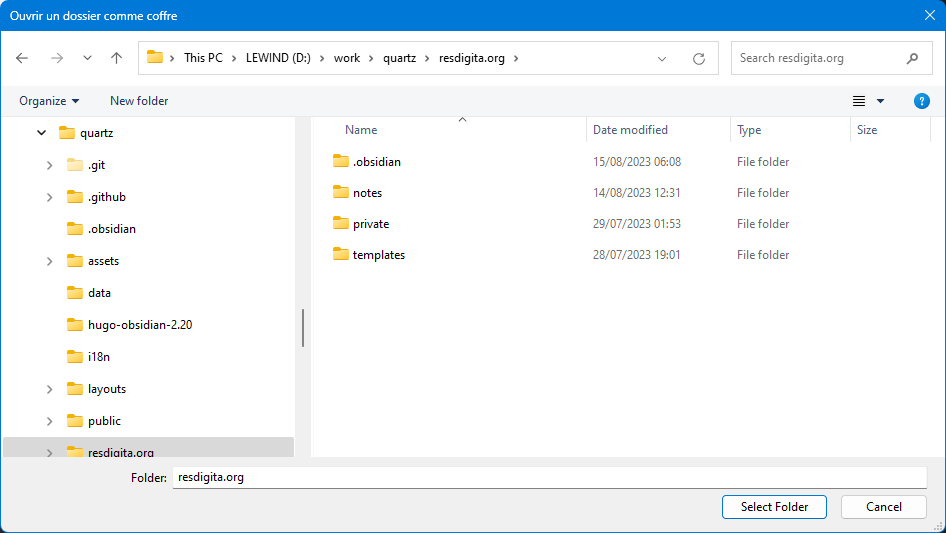 Ouvrir un dossier comme coffre
This PC LEWIND (D:) work quartz resdigita.org
Search resdigita.org
Organize New folder
?
quartz
.git
.github
.obsidian
assets
data
hugo-obsidian-2.20
i18n
layouts
public
resdigita.org
Name Date modified Type Size
.obsidian 15/08/2023 06:08 File folder
notes 14/08/2023 12:31 File folder
private 29/07/2023 01:53 File folder
templates 28/07/2023 19:01 File folder
Folder: resdigita.org
Select Folder Cancel